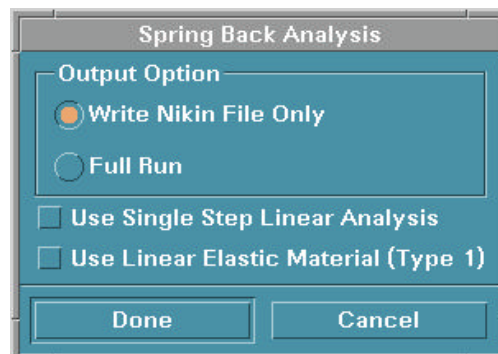 Spring Back Analysis
Output Option
Write Nikin File Only
Full Run
Use Single Step Linear Analysis
Use Linear Elastic Material (Type 1)
Done Cancel